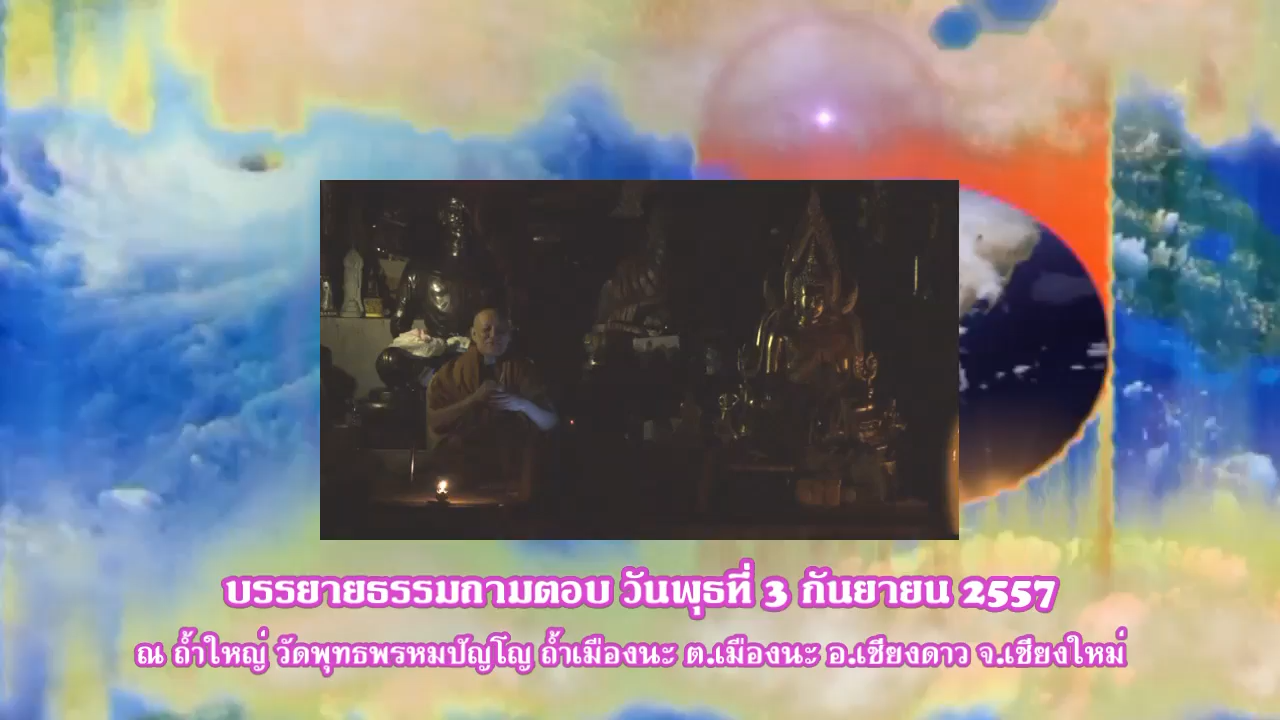 บรรยายธรรมถามตอบ วันพุธที่ 3 กันยายน 2557
ณ ถ้ำใหญ่ วัดพุทธพรหมปัญโญ ถ้ำเมืองนะ ต.เมืองนะ อ.เชียงดาว จ.เชียงใหม่